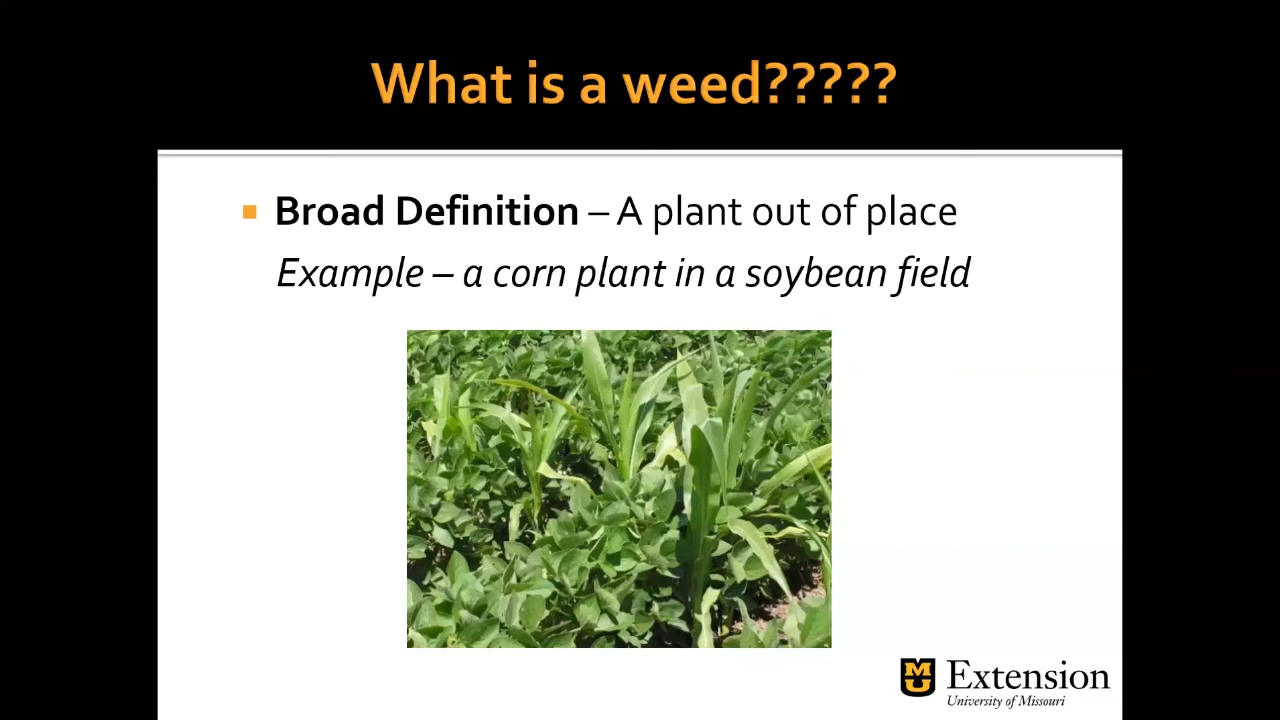 What is a weed?????
Broad Definition – A plant out of place
Example – a corn plant in a soybean field
MU Extension
University of Missouri